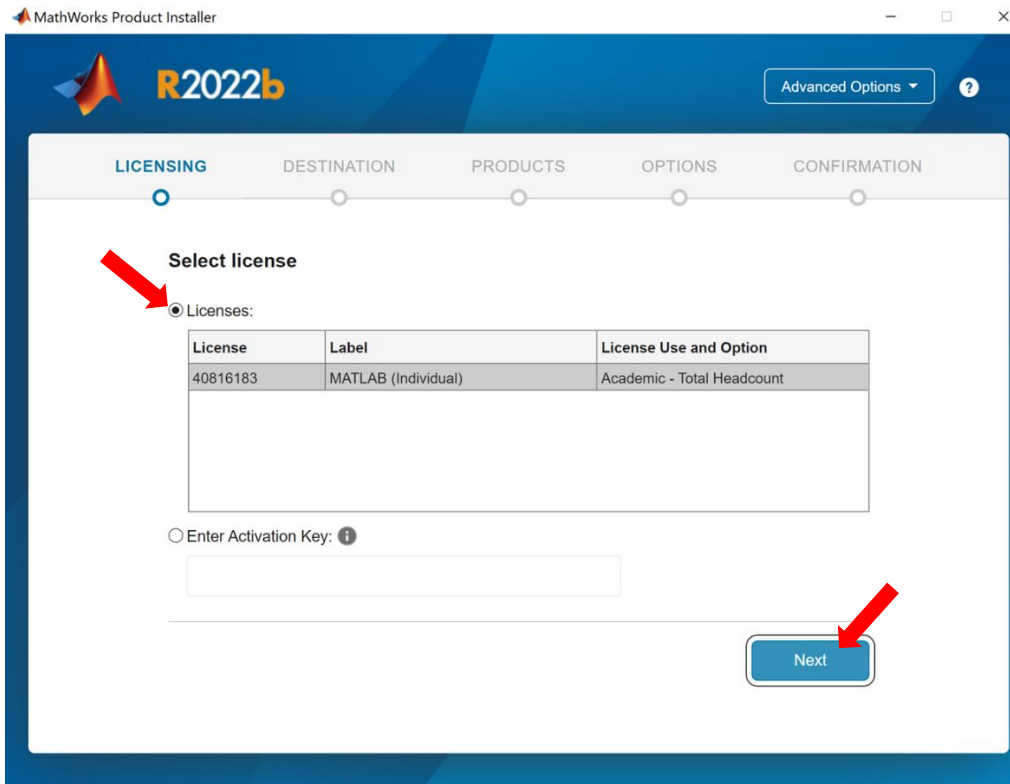 MathWorks Product Installer
R2022b
Advanced Options
?
LICENSING DESTINATION PRODUCTS OPTIONS CONFIRMATION
Select license
Licenses:
License Label License Use and Option
40816183 MATLAB (Individual) Academic - Total Headcount
Enter Activation Key: i
Next